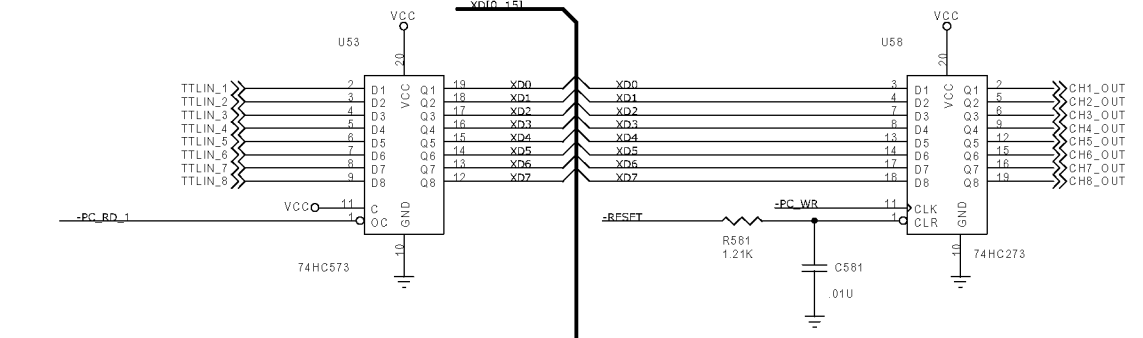 XD[0..15]
VCC
U53
20
TTLIN_1 2 D1 Q1 19 XD0
TTLIN_2 3 D2 Q2 18 XD1
TTLIN_3 4 D3 Q3 17 XD2
TTLIN_4 5 D4 Q4 16 XD3
TTLIN_5 6 D5 Q5 15 XD4
TTLIN_6 7 D6 Q6 14 XD5
TTLIN_7 8 D7 Q7 13 XD6
TTLIN_8 9 D8 Q8 12 XD7
VCC
VCC 11 C
-PC_RD_1 1 OC
GND
10
74HC573
VCC
U58
20
XD0 3 D1 Q1 2 CH1_OUT
XD1 4 D2 Q2 5 CH2_OUT
XD2 7 D3 Q3 6 CH3_OUT
XD3 8 D4 Q4 9 CH4_OUT
XD4 13 D5 Q5 12 CH5_OUT
XD5 14 D6 Q6 15 CH6_OUT
XD6 17 D7 Q7 16 CH7_OUT
XD7 18 D8 Q8 19 CH8_OUT
VCC
-PC_WR 11 CLK
-RESET 1 CLR
GND
R581
1.21K
10
74HC273
C581
.01U